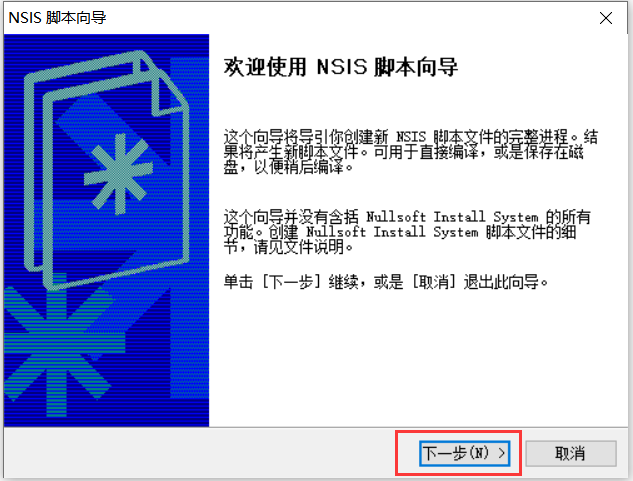 NSIS 脚本向导
欢迎使用 NSIS 脚本向导
这个向导将导引你创建新 NSIS 脚本文件的完整进程。结
果将产生新脚本文件。可用于直接编译，或是保存在磁
盘，以便稍后编译。
这个向导并没有含括 Nullsoft Install System 的所有
功能。创建 Nullsoft Install System 脚本文件的细
节，请见文件说明。
单击 [下一步] 继续，或是 [取消] 退出此向导。
下一步(N) >
取消